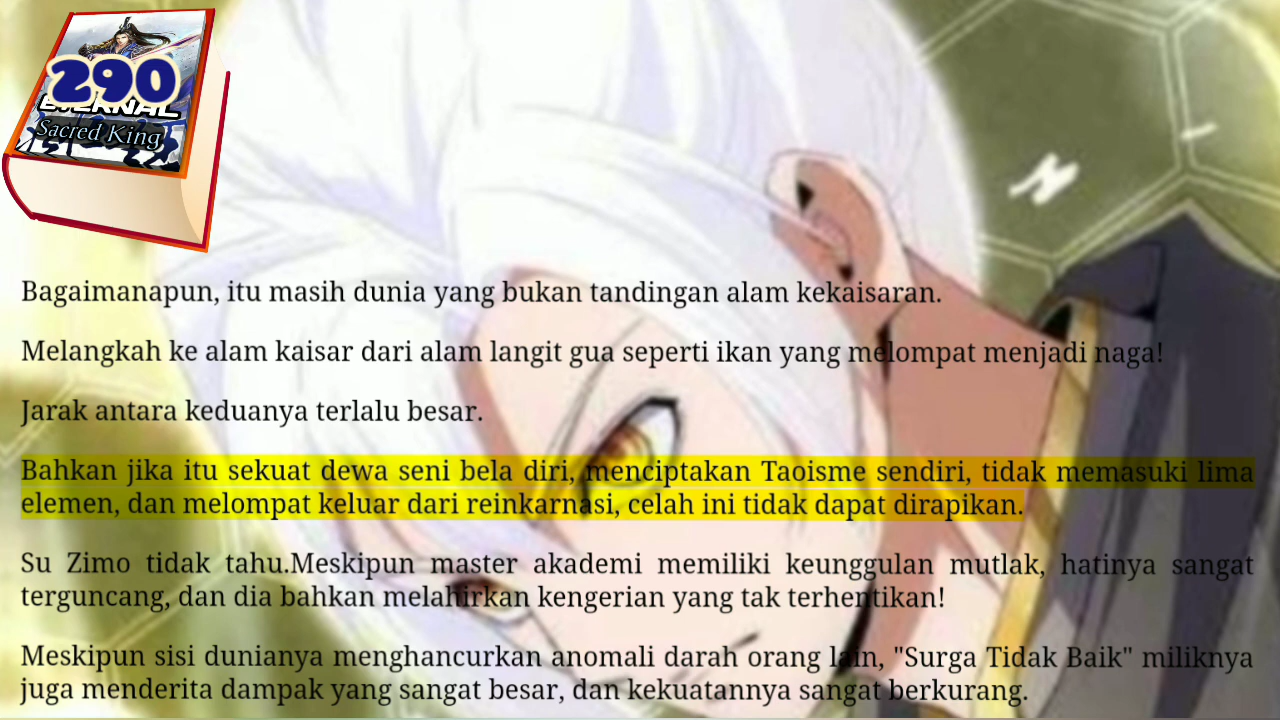 290
ETERNAL
Sacred King
Bagaimanapun, itu masih dunia yang bukan tandingan alam kekaisaran.
Melangkah ke alam kaisar dari alam langit gua seperti ikan yang melompat menjadi naga!
Jarak antara keduanya terlalu besar.
Bahkan jika itu sekuat dewa seni bela diri, menciptakan Taoisme sendiri, tidak memasuki lima
elemen, dan melompat keluar dari reinkarnasi, celah ini tidak dapat dirapikan.
Su Zimo tidak tahu.Meskipun master akademi memiliki keunggulan mutlak, hatinya sangat
terguncang, dan dia bahkan melahirkan kengerian yang tak terhentikan!
Meskipun sisi dunianya menghancurkan anomali darah orang lain, "Surga Tidak Baik" miliknya
juga menderita dampak yang sangat besar, dan kekuatannya sangat berkurang.